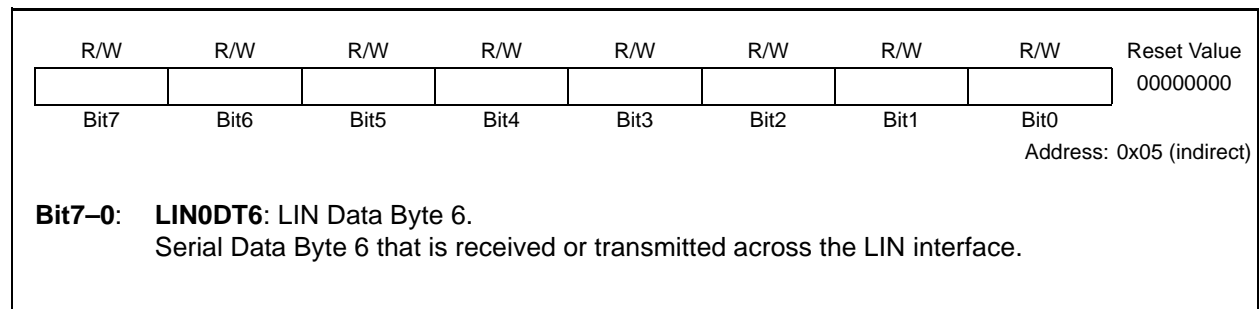 R/W R/W R/W R/W R/W R/W R/W R/W Reset Value
00000000
Bit7 Bit6 Bit5 Bit4 Bit3 Bit2 Bit1 Bit0
Address: 0x05 (indirect)
Bit7–0: LIN0DT6: LIN Data Byte 6.
Serial Data Byte 6 that is received or transmitted across the LIN interface.